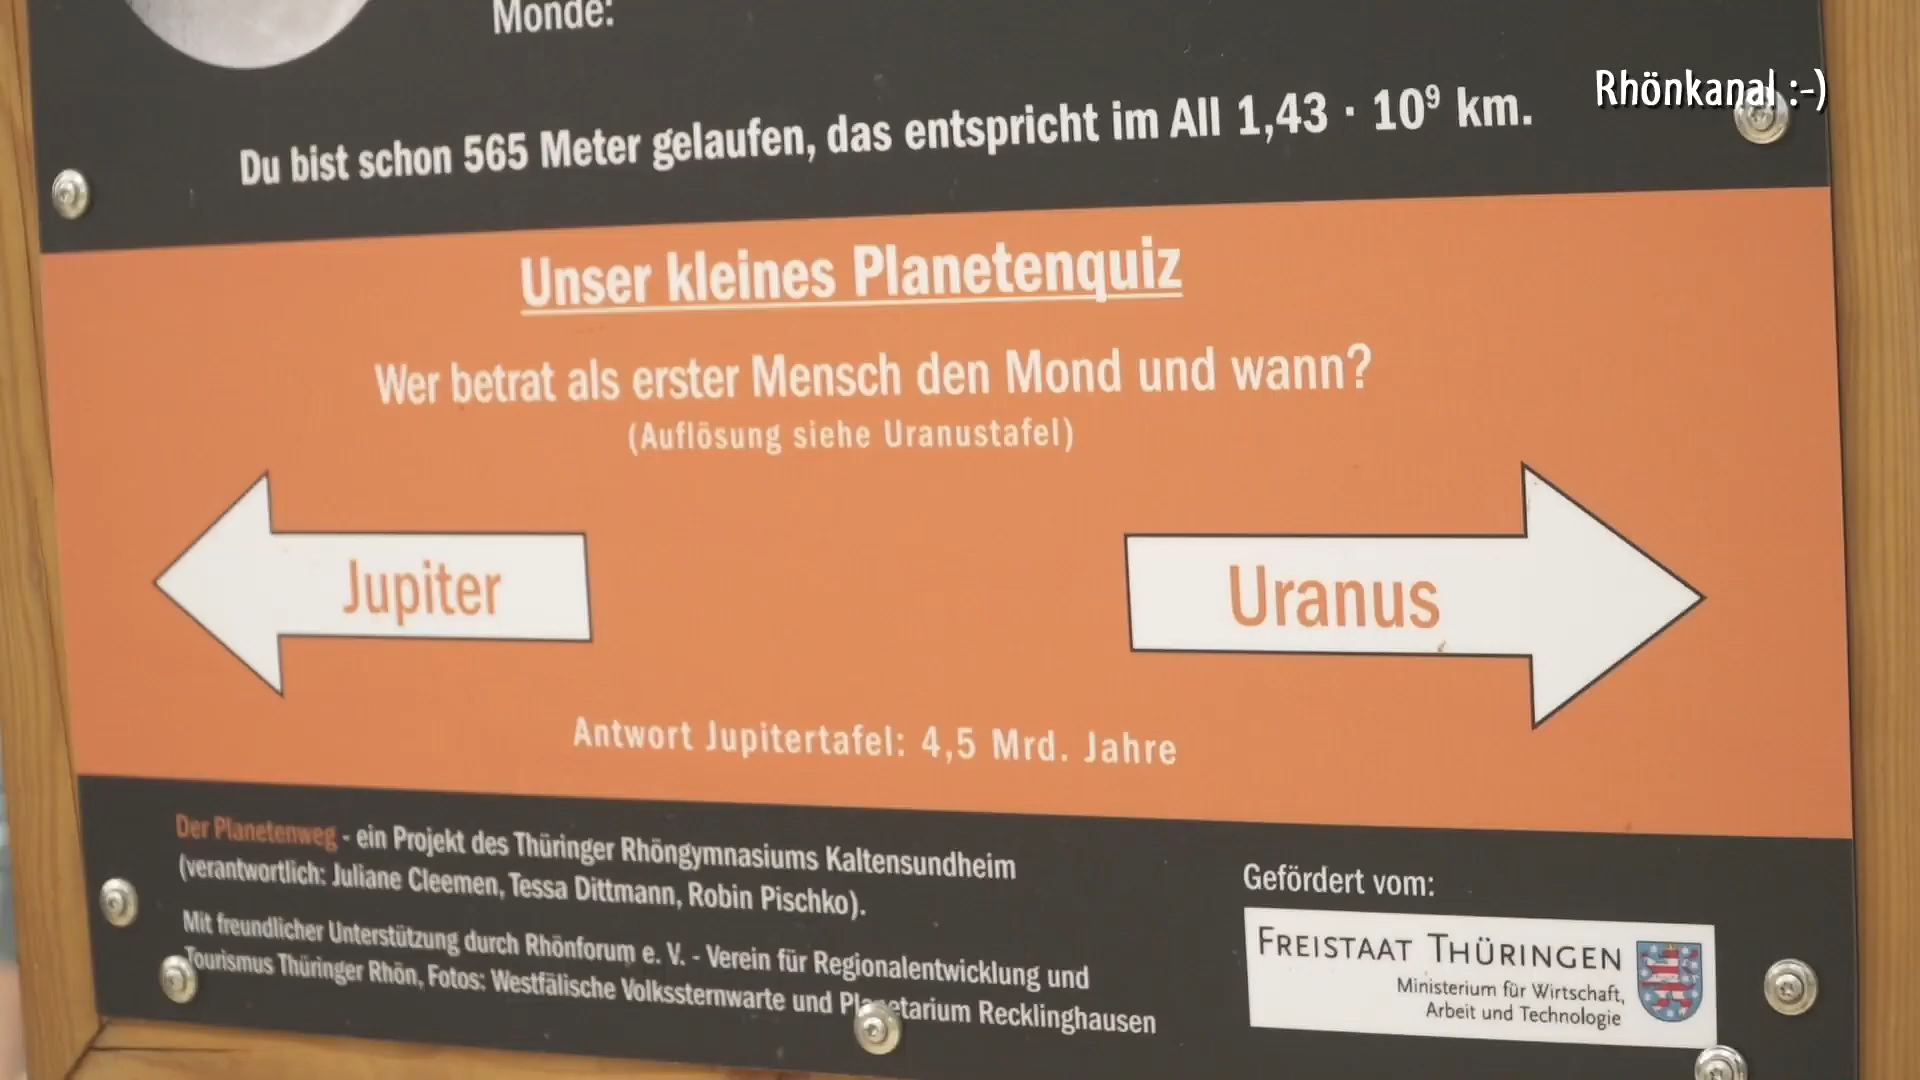 Monde:
Rhönkanal :-)
Du bist schon 565 Meter gelaufen, das entspricht im All 1,43 · 10⁹ km.
Unser kleines Planetenquiz
Wer betrat als erster Mensch den Mond und wann?
(Auflösung siehe Uranustafel)
Jupiter
Uranus
Antwort Jupitertafel: 4,5 Mrd. Jahre
Der Planetenweg - ein Projekt des Thüringer Rhöngymnasiums Kaltensundheim
(verantwortlich: Juliane Cleemen, Tessa Dittmann, Robin Pischko).
Mit freundlicher Unterstützung durch Rhönforum e. V. - Verein für Regionalentwicklung und
Tourismus Thüringer Rhön, Fotos: Westfälische Volkssternwarte und Planetarium Recklinghausen
Gefördert vom:
FREISTAAT THÜRINGEN
Ministerium für Wirtschaft,
Arbeit und Technologie